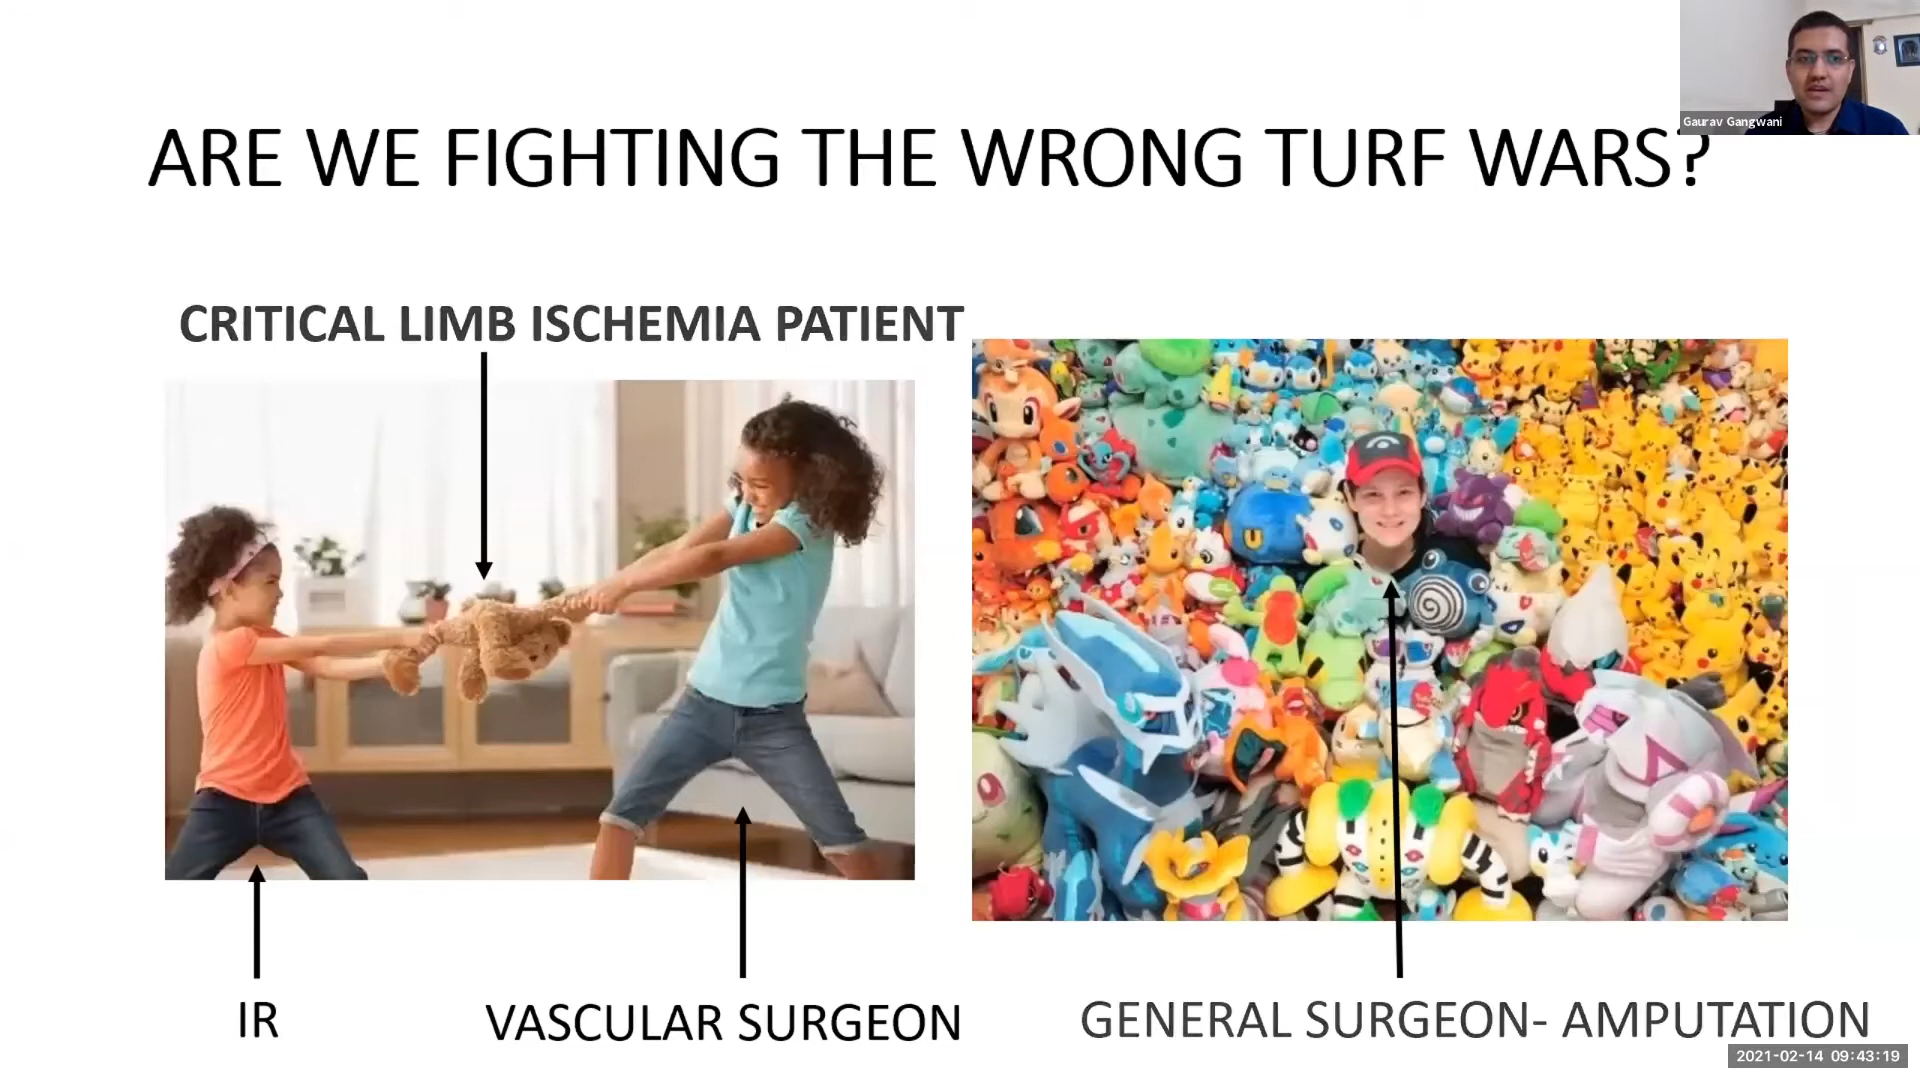 Gaurav Gangwani
ARE WE FIGHTING THE WRONG TURF WARS?
CRITICAL LIMB ISCHEMIA PATIENT
IR
VASCULAR SURGEON
GENERAL SURGEON- AMPUTATION
2021-02-14 09:43:19